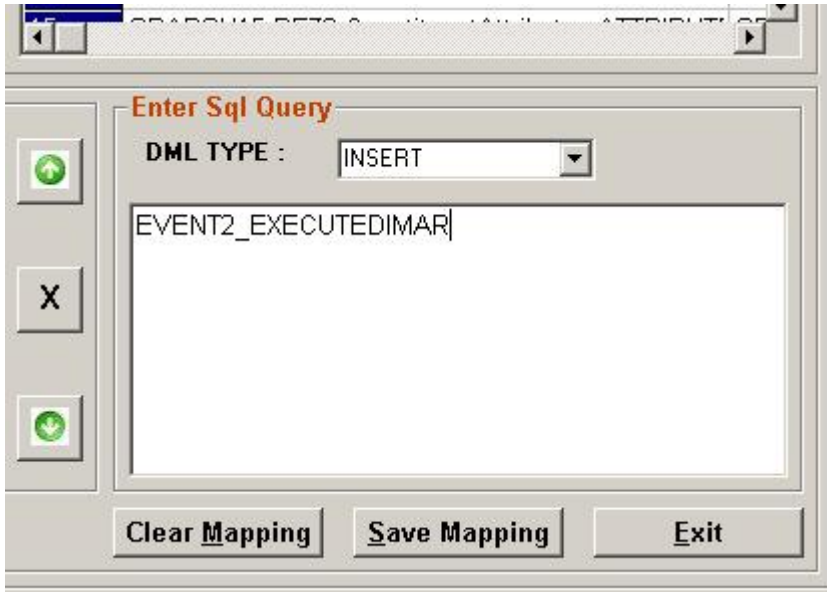 Enter Sql Query
DML TYPE :
INSERT
EVENT2_EXECUTEDIMAR
X
Clear Mapping
Save Mapping
Exit